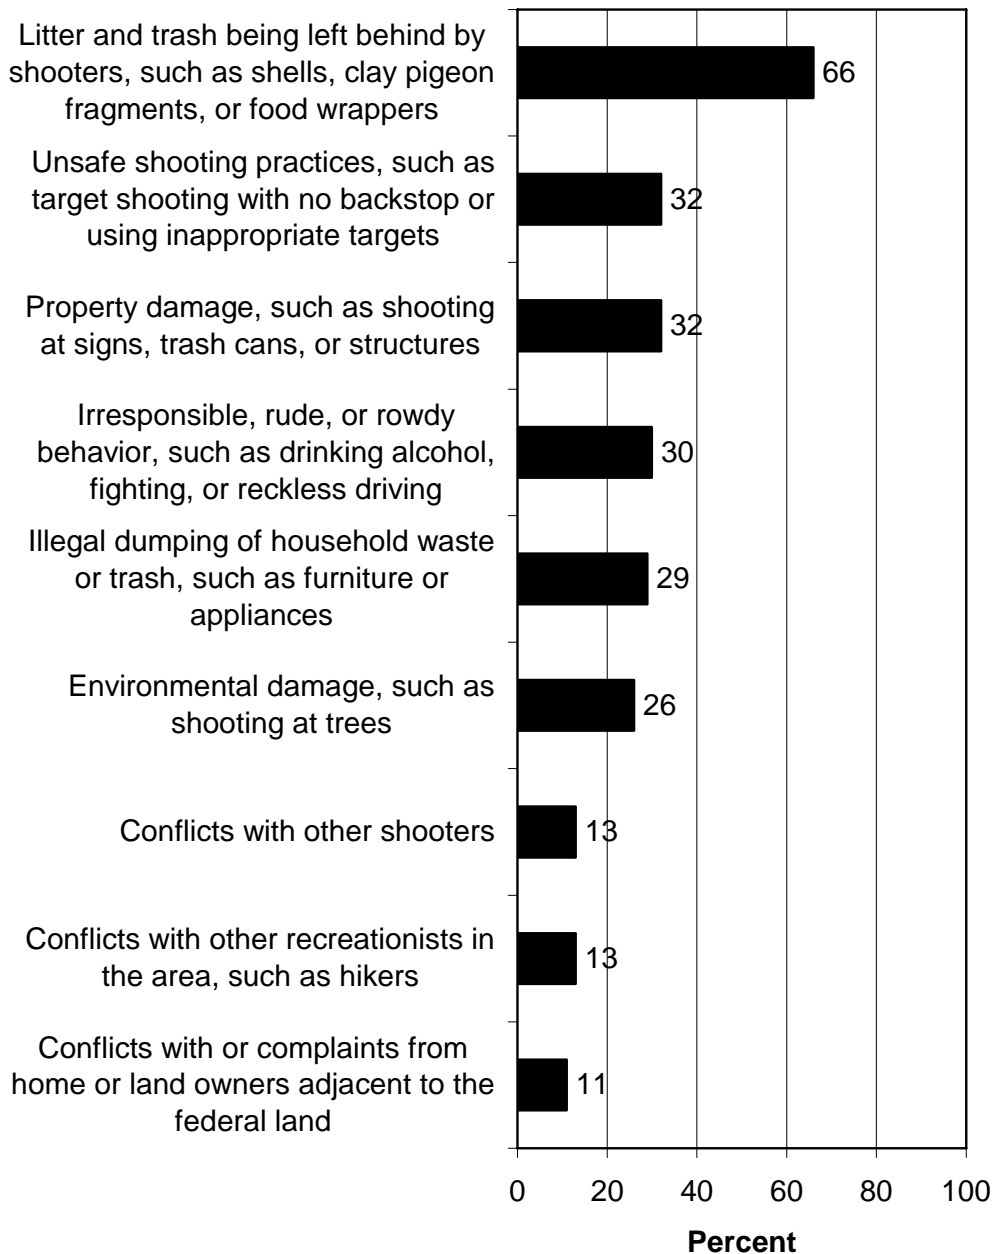 Litter and trash being left behind by
shooters, such as shells, clay pigeon
fragments, or food wrappers
66
Unsafe shooting practices, such as
target shooting with no backstop or
using inappropriate targets
32
Property damage, such as shooting
at signs, trash cans, or structures
32
Irresponsible, rude, or rowdy
behavior, such as drinking alcohol,
fighting, or reckless driving
30
Illegal dumping of household waste
or trash, such as furniture or
appliances
29
Environmental damage, such as
shooting at trees
26
Conflicts with other shooters
13
Conflicts with other recreationists in
the area, such as hikers
13
Conflicts with or complaints from
home or land owners adjacent to the
federal land
11
0 20 40 60 80 100
Percent